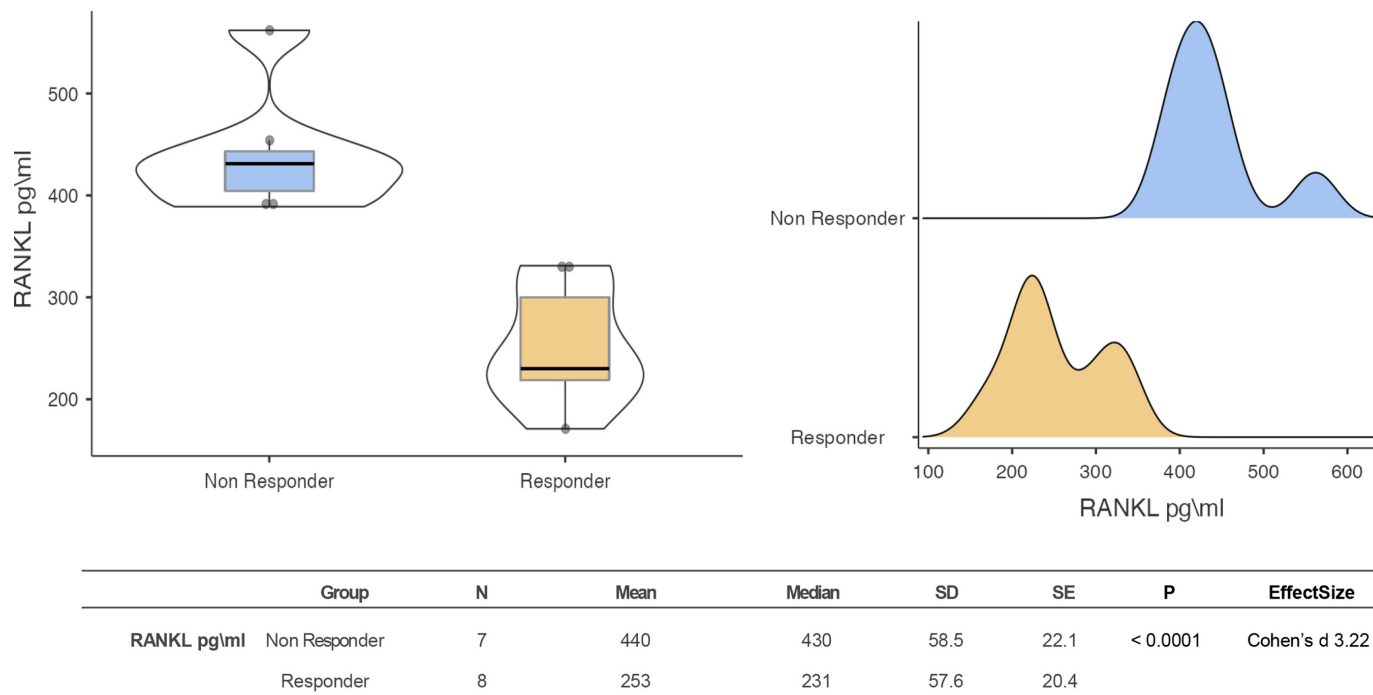 RANKL pg\ml
500
400
300
200
Non Responder
Responder
Non Responder
Responder
100
200
300
400
500
600
RANKL pg\ml
Group N Mean Median SD SE P EffectSize
RANKL pg\ml Non Responder 7 440 430 58.5 22.1 < 0.0001 Cohen's d 3.22
Responder 8 253 231 57.6 20.4